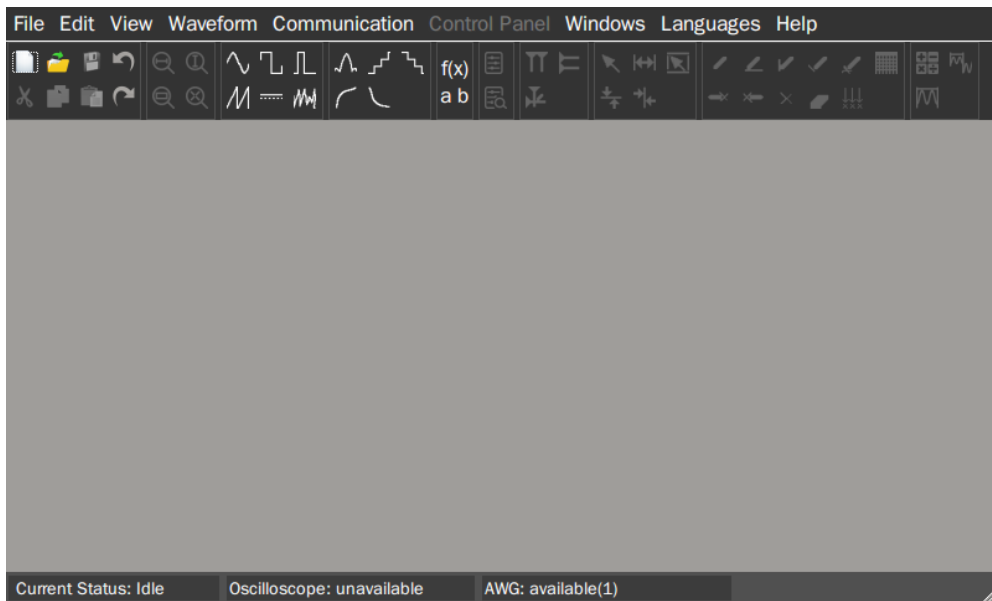 File Edit View Waveform Communication Control Panel Windows Languages Help
f(x)
a b
Current Status: Idle Oscilloscope: unavailable AWG: available(1)